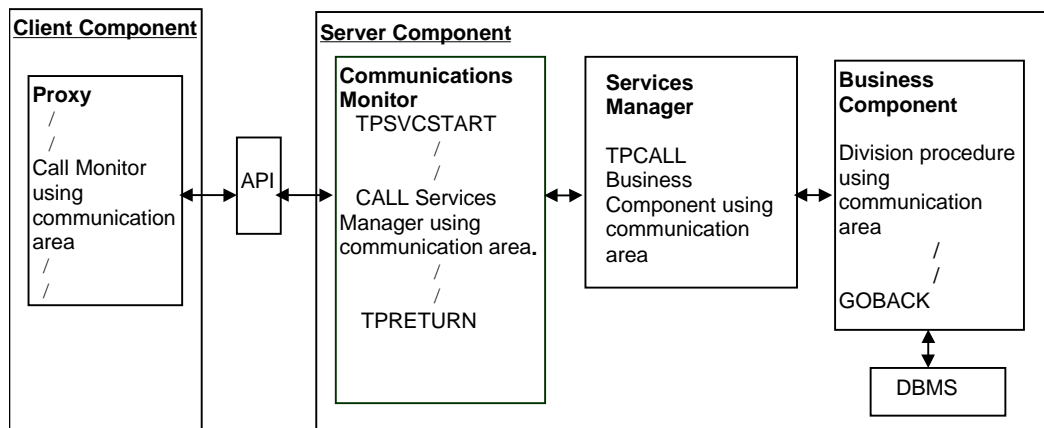 Client Component
Proxy
/
/
Call Monitor
using
communication
area
/
/
API
Server Component
Communications
Monitor
TPSVCSTART
/
/
CALL Services
Manager using
communication area.
/
/
TPRETURN
Services
Manager
TPCALL
Business
Component using
communication
area
Business
Component
Division procedure
using
communication
area
/
/
GOBACK
DBMS